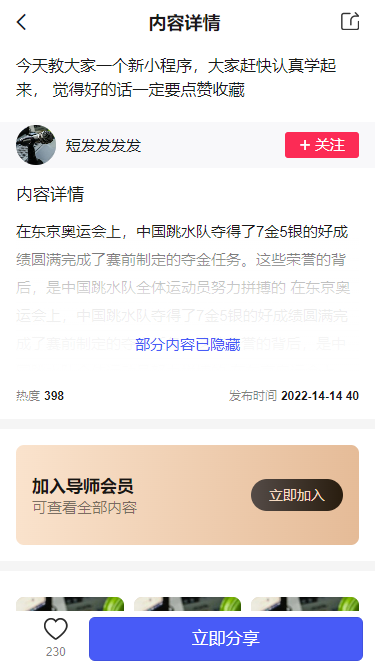 内容详情
今天教大家一个新小程序，大家赶快认真学起
来， 觉得好的话一定要点赞收藏
短发发发发
+ 关注
内容详情
在东京奥运会上，中国跳水队夺得了7金5银的好成
绩圆满完成了赛前制定的夺金任务。这些荣誉的背
后，是中国跳水队全体运动员努力拼搏的 在东京奥
运会上，中国跳水队夺得了7金5银的好成绩圆满完
成了赛前制定的夺
部分内容已隐藏
的背后，是中
热度 398
发布时间 2022-14-14 40
加入导师会员
可查看全部内容
立即加入
230
立即分享